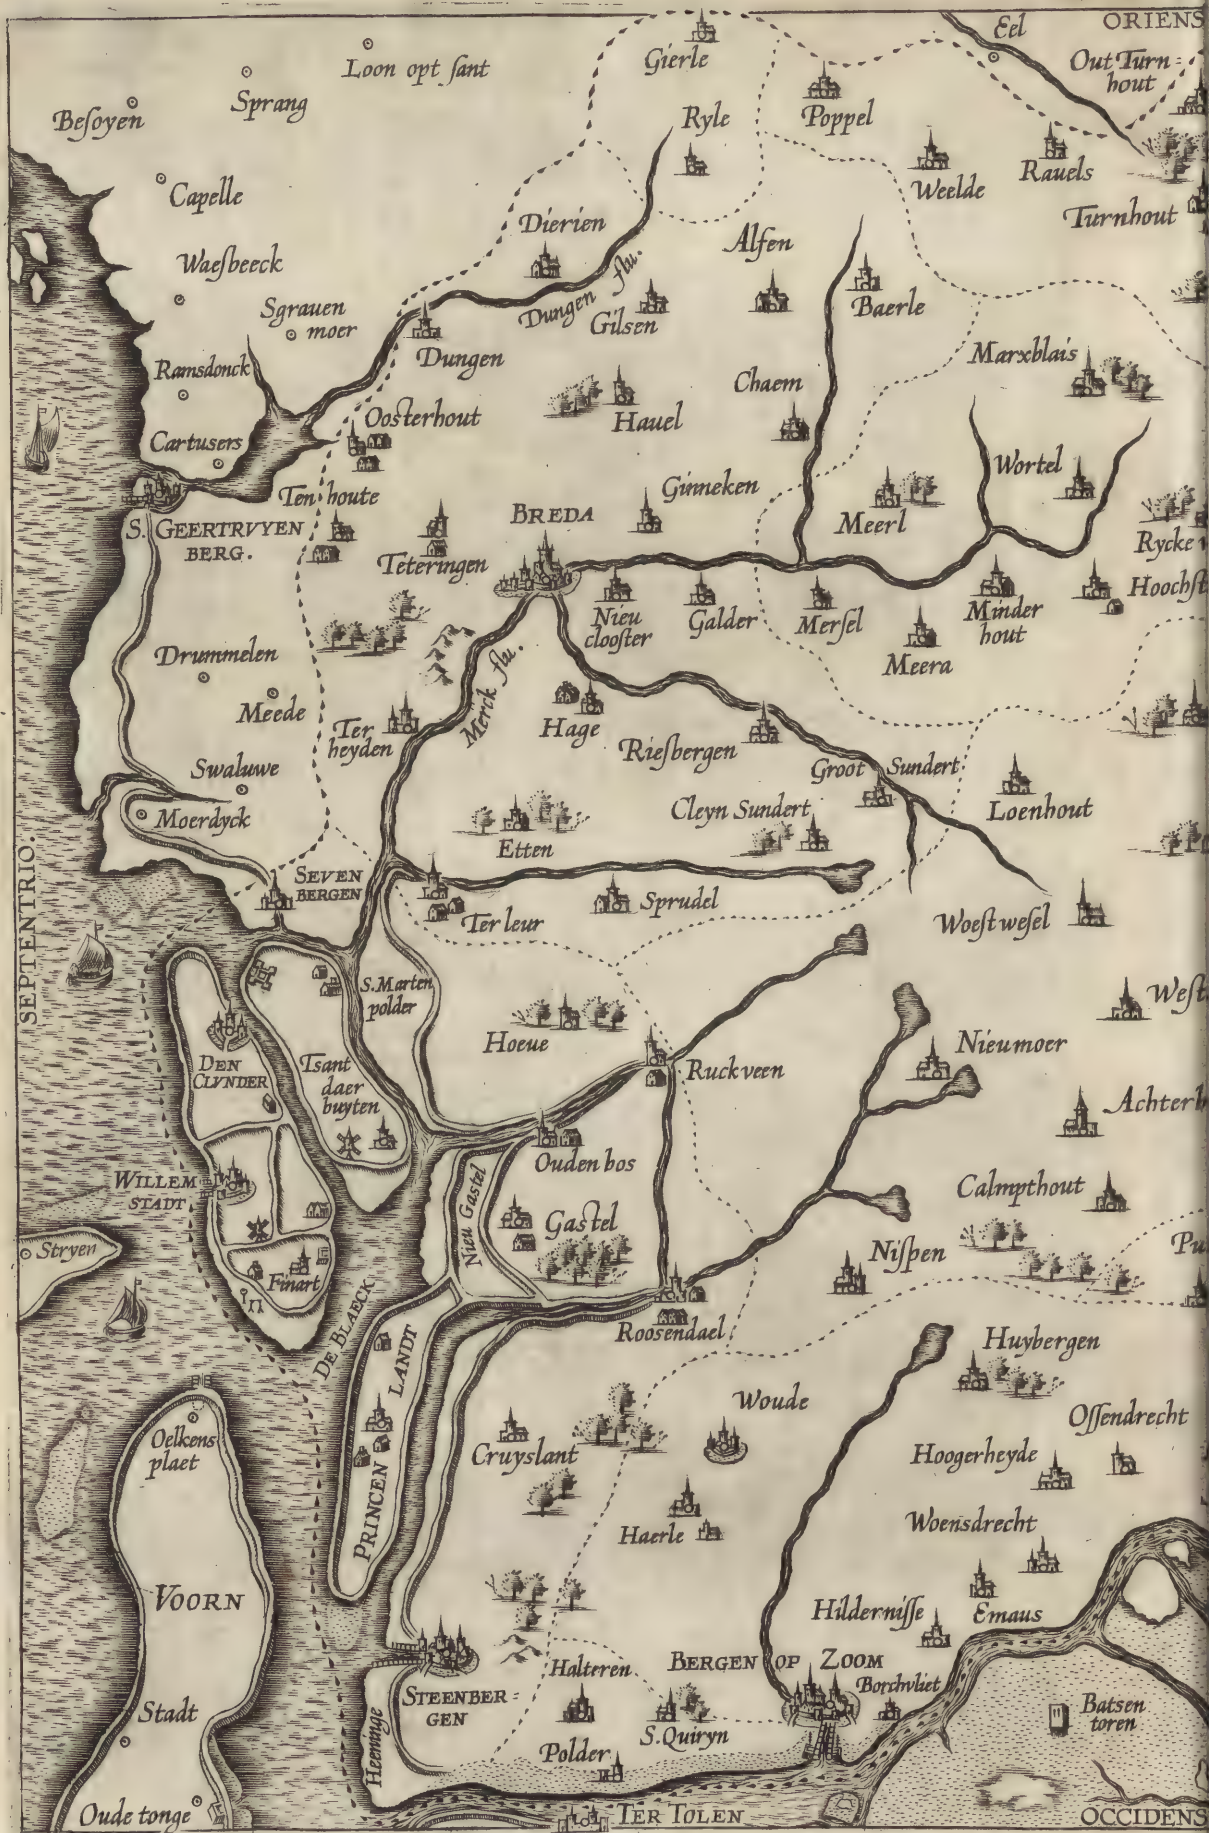 ORIENS
Eel
Gierle
Loon opt ſant
Out Turn=
hout
Sprang
Beſoyen
Ryle
Poppel
Weelde
Rauels
Capelle
Turnhout
Dierien
Alfen
Waeſbeeck
Dungen flu.
Sgrauen
moer
Gilsen
Baerle
Dungen
Marxblais
Ramsdonck
Chaem
Oosterhout
Hauel
Cartusers
Wortel
Ten houte
Ginneken
S. GEERTRVYEN
BERG.
BREDA
Meerl
Rycke
Teteringen
Hoochſt
Nieu
clooſter
Galder
Merſel
Minder
hout
Meera
Drummelen
Meede
Merck flu.
Ter
heyden
Hage
Rieſbergen
Groot Sundert
Swaluwe
Moerdyck
Cleyn Sundert
Loenhout
Etten
SEPTENTRIO.
SEVEN
BERGEN
Ter leur
Sprudel
Woeſtweſel
S. Marten
polder
Weſt
Hoeue
Nieumoer
DEN
CLVNDER
Tsant
daer
buyten
Ruckveen
Achterb
Ouden bos
WILLEM
STADT
Calmpthout
Nieu Gastel
Gaſtel
Stryen
Niſpen
Pu
Finart
DE BLAECK
Roosendael
Huybergen
PRINCEN LANDT
Woude
Oſſendrecht
Oelkens
plaet
Cruyslant
Hoogerheyde
Haerle
Woensdrecht
VOORN
Hilderniſſe
Emaus
Halteren
BERGEN OP ZOOM
STEENBER=
GEN
Borchvliet
Stadt
Heeninge
S. Quiryn
Batsen
toren
Polder
Oude tonge
TER TOLEN
OCCIDENS